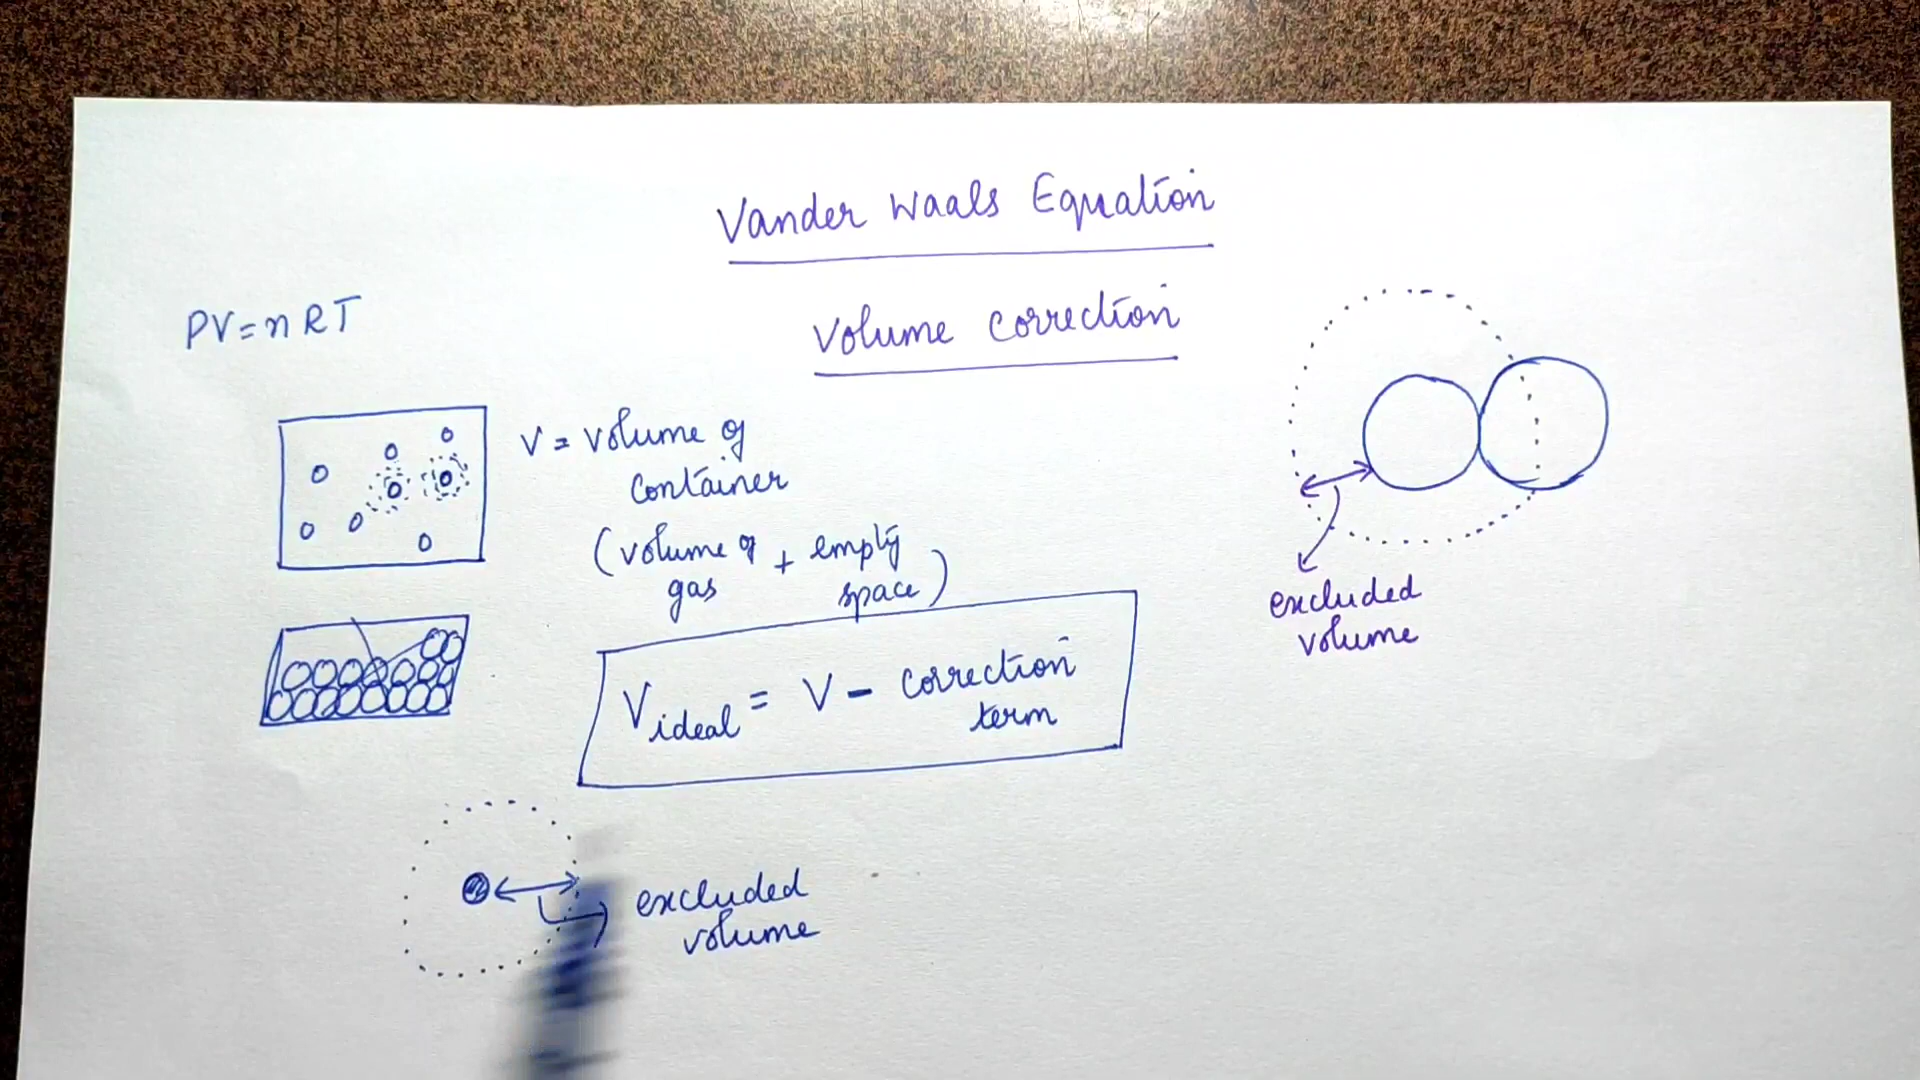 Vander Waals Equation
Volume correction
PV = nRT
V = volume of
container
(volume of + empty
gas space)
V ideal = V - correction
term
excluded
volume
excluded
volume